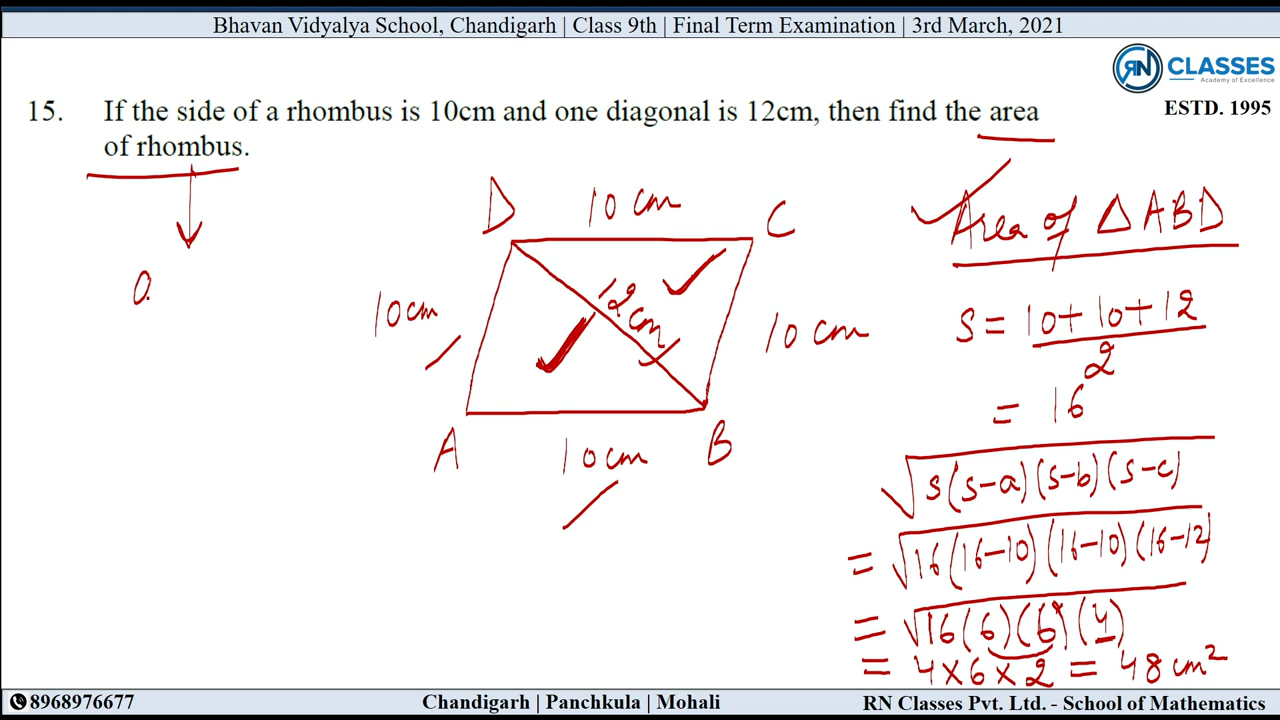 Bhavan Vidyalya School, Chandigarh | Class 9th | Final Term Examination | 3rd March, 2021
RN CLASSES
Academy of Excellence
ESTD. 1995
15. If the side of a rhombus is 10cm and one diagonal is 12cm, then find the area
of rhombus.
D 10 cm C
10cm
12cm
10 cm
A 10cm B
Area of △ABD
S = 10+10+12
2
= 16
√s(s-a)(s-b)(s-c)
= √16(16-10)(16-10)(16-12)
= √16(6)(6)(4)
= 4×6×2 = 48cm²
8968976677
Chandigarh | Panchkula | Mohali
RN Classes Pvt. Ltd. - School of Mathematics